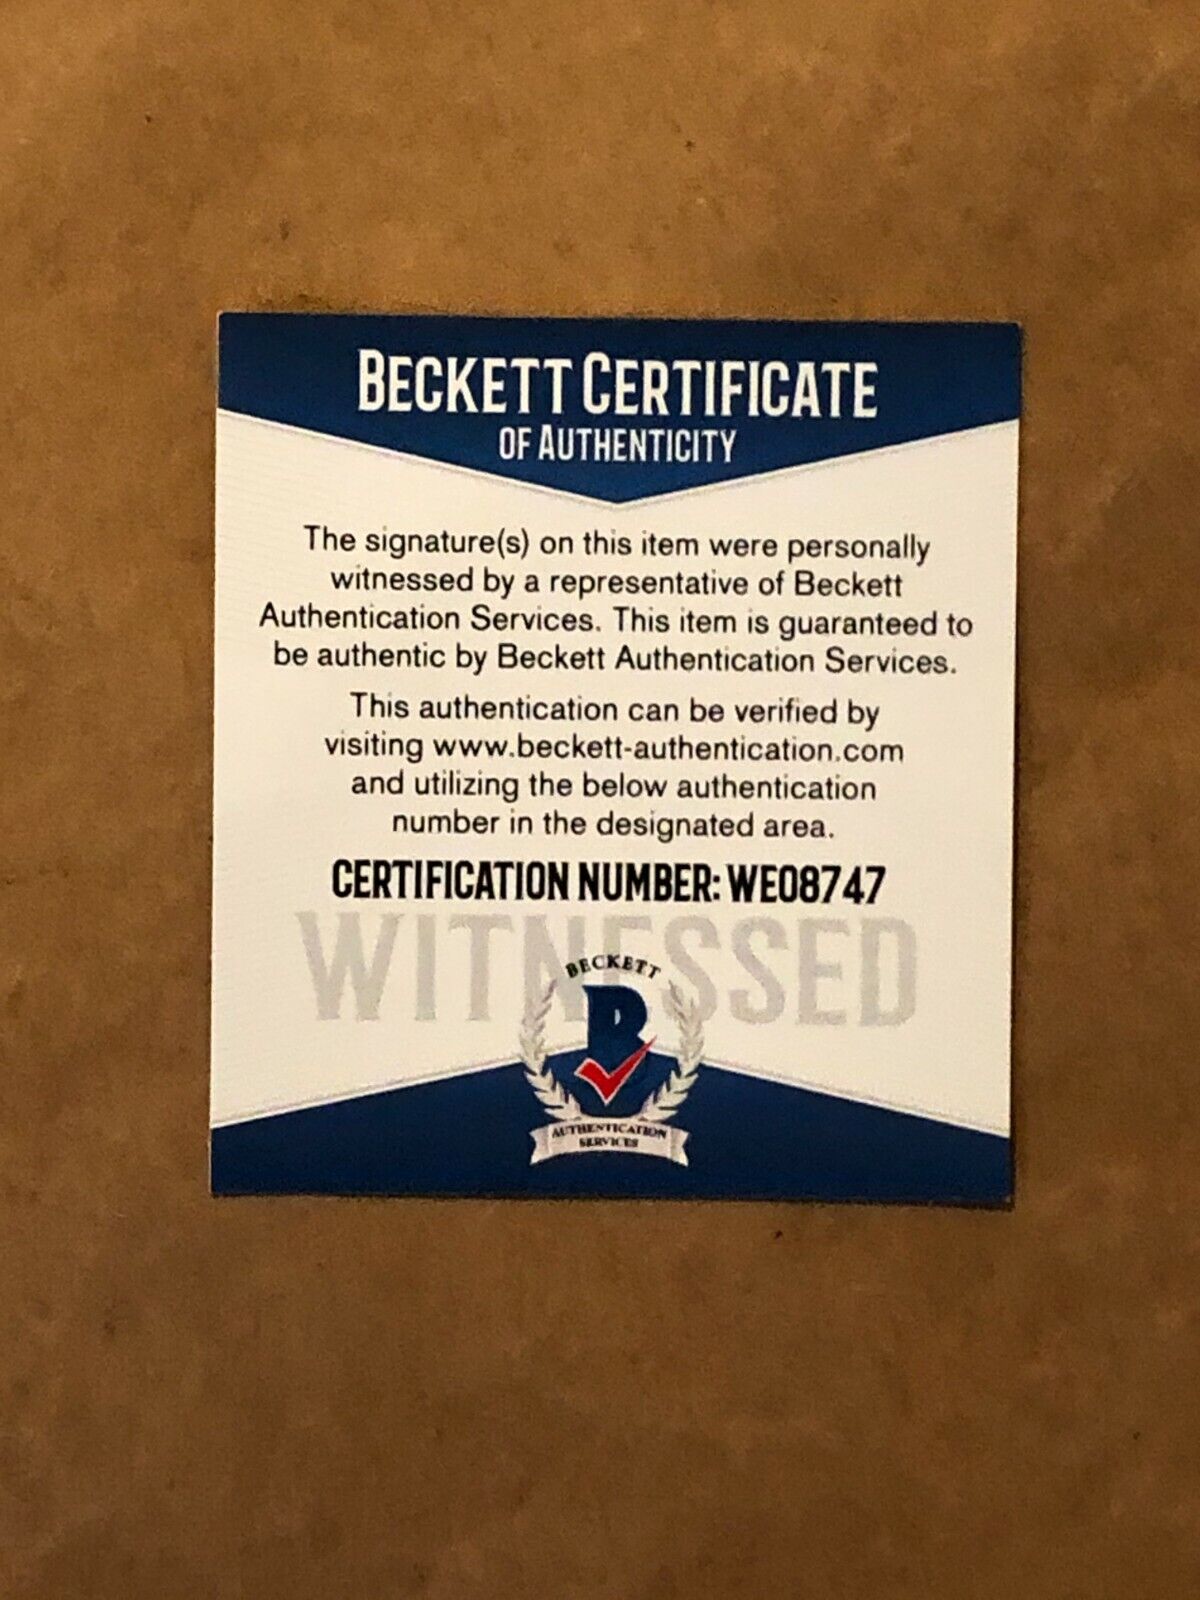 BECKETT CERTIFICATE
OF AUTHENTICITY
The signature(s) on this item were personally
witnessed by a representative of Beckett
Authentication Services. This item is guaranteed to
be authentic by Beckett Authentication Services.
This authentication can be verified by
visiting www.beckett-authentication.com
and utilizing the below authentication
number in the designated area.
CERTIFICATION NUMBER: WE08747
WITNESSED
BECKETT
B
AUTHENTICATION
SERVICES